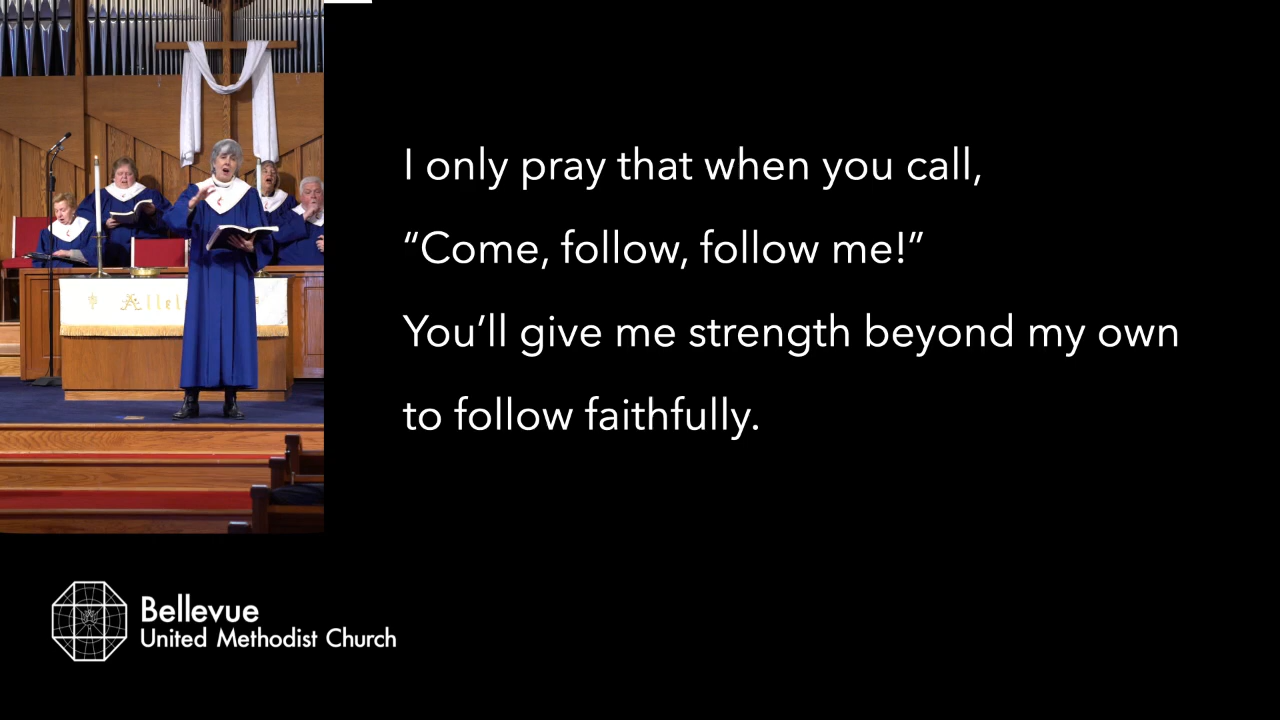 I only pray that when you call,
“Come, follow, follow me!”
You’ll give me strength beyond my own
to follow faithfully.
Allel
Bellevue
United Methodist Church